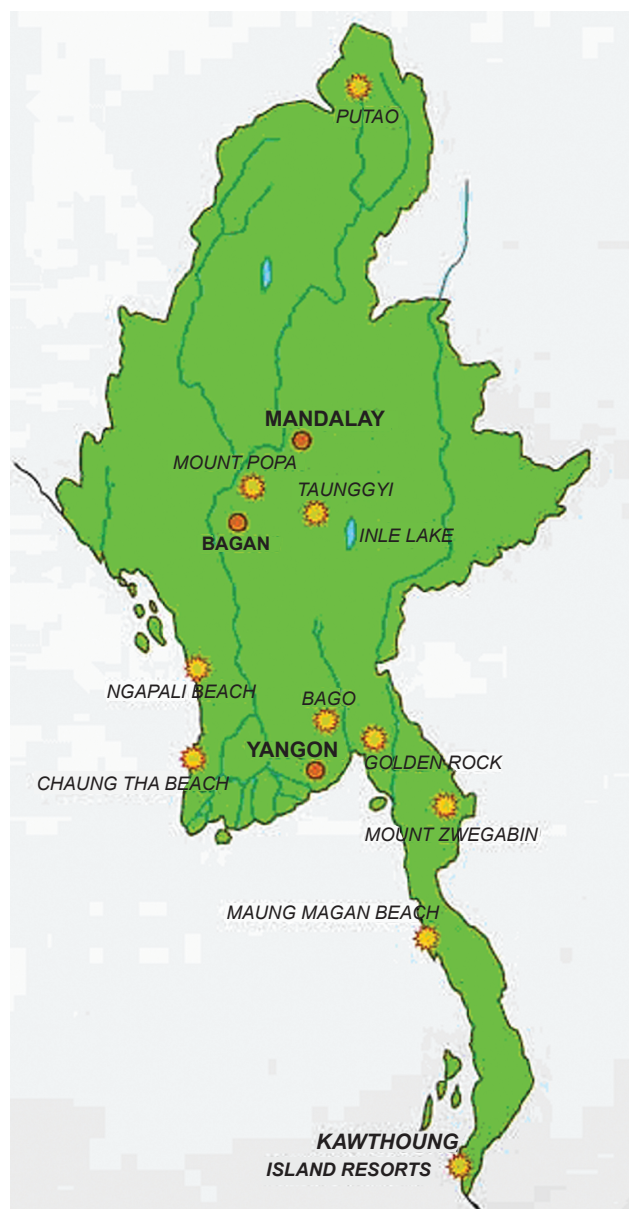 PUTAO
MANDALAY
MOUNT POPA
TAUNGGYI
BAGAN
INLE LAKE
NGAPALI BEACH
BAGO
YANGON
GOLDEN ROCK
CHAUNG THA BEACH
MOUNT ZWEGABIN
MAUNG MAGAN BEACH
KAWTHOUNG
ISLAND RESORTS